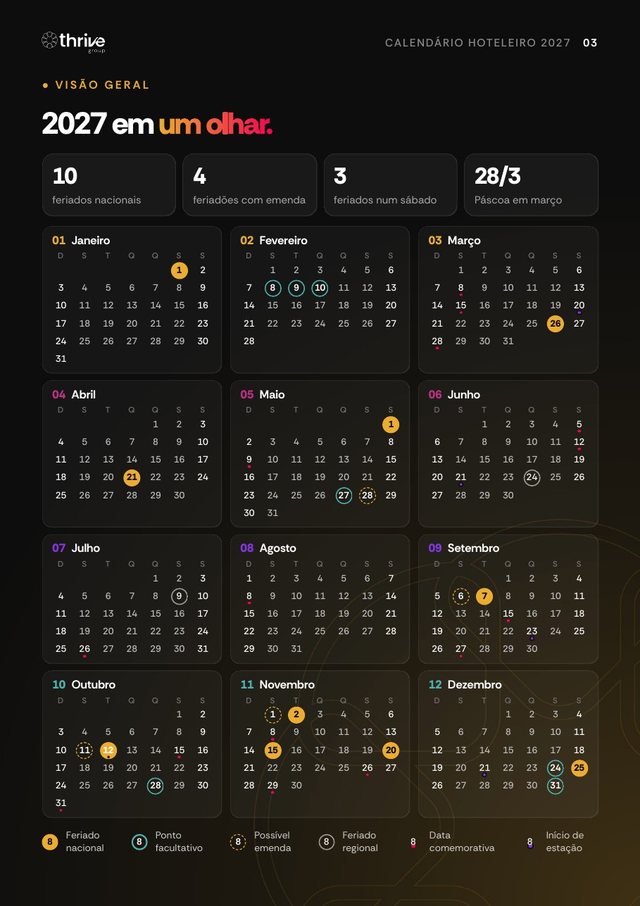 thrive
group
CALENDÁRIO HOTELEIRO 2027 03
• VISÃO GERAL
2027 em um olhar.
10
feriados nacionais
4
feriadões com emenda
3
feriados num sábado
28/3
Páscoa em março
01 Janeiro
D S T Q Q S S
1 2
3 4 5 6 7 8 9
10 11 12 13 14 15 16
17 18 19 20 21 22 23
24 25 26 27 28 29 30
31
02 Fevereiro
D S T Q Q S S
1 2 3 4 5 6
7 8 9 10 11 12 13
14 15 16 17 18 19 20
21 22 23 24 25 26 27
28
03 Março
D S T Q Q S S
1 2 3 4 5 6
7 8 9 10 11 12 13
14 15 16 17 18 19 20
21 22 23 24 25 26 27
28 29 30 31
04 Abril
D S T Q Q S S
1 2 3
4 5 6 7 8 9 10
11 12 13 14 15 16 17
18 19 20 21 22 23 24
25 26 27 28 29 30
05 Maio
D S T Q Q S S
1
2 3 4 5 6 7 8
9 10 11 12 13 14 15
16 17 18 19 20 21 22
23 24 25 26 27 28 29
30 31
06 Junho
D S T Q Q S S
1 2 3 4 5
6 7 8 9 10 11 12
13 14 15 16 17 18 19
20 21 22 23 24 25 26
27 28 29 30
07 Julho
D S T Q Q S S
1 2 3
4 5 6 7 8 9 10
11 12 13 14 15 16 17
18 19 20 21 22 23 24
25 26 27 28 29 30 31
08 Agosto
D S T Q Q S S
1 2 3 4 5 6 7
8 9 10 11 12 13 14
15 16 17 18 19 20 21
22 23 24 25 26 27 28
29 30 31
09 Setembro
D S T Q Q S S
1 2 3 4
5 6 7 8 9 10 11
12 13 14 15 16 17 18
19 20 21 22 23 24 25
26 27 28 29 30
10 Outubro
D S T Q Q S S
1 2
3 4 5 6 7 8 9
10 11 12 13 14 15 16
17 18 19 20 21 22 23
24 25 26 27 28 29 30
31
11 Novembro
D S T Q Q S S
1 2 3 4 5 6
7 8 9 10 11 12 13
14 15 16 17 18 19 20
21 22 23 24 25 26 27
28 29 30
12 Dezembro
D S T Q Q S S
1 2 3 4
5 6 7 8 9 10 11
12 13 14 15 16 17 18
19 20 21 22 23 24 25
26 27 28 29 30 31
8 Feriado
nacional
8 Ponto
facultativo
8 Possível
emenda
8 Feriado
regional
8 Data
comemorativa
8 Início de
estação